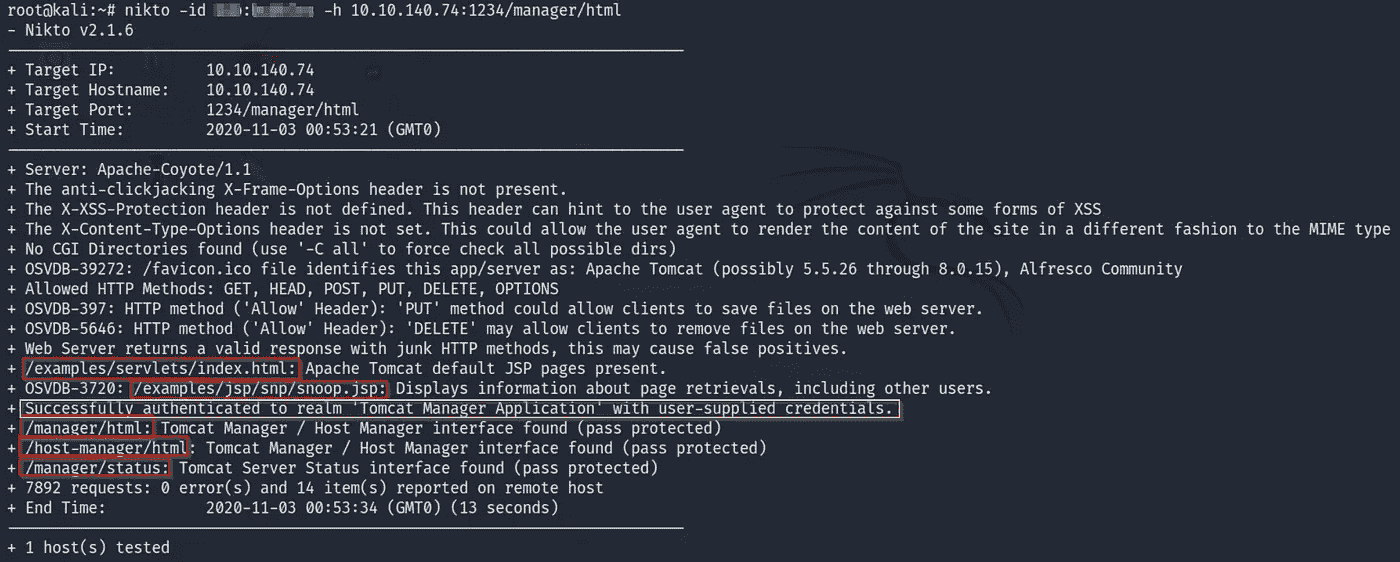 root@kali:~# nikto -id : -h 10.10.140.74:1234/manager/html
- Nikto v2.1.6
+ Target IP: 10.10.140.74
+ Target Hostname: 10.10.140.74
+ Target Port: 1234/manager/html
+ Start Time: 2020-11-03 00:53:21 (GMT0)
+ Server: Apache-Coyote/1.1
+ The anti-clickjacking X-Frame-Options header is not present.
+ The X-XSS-Protection header is not defined. This header can hint to the user agent to protect against some forms of XSS
+ The X-Content-Type-Options header is not set. This could allow the user agent to render the content of the site in a different fashion to the MIME type
+ No CGI Directories found (use '-C all' to force check all possible dirs)
+ OSVDB-39272: /favicon.ico file identifies this app/server as: Apache Tomcat (possibly 5.5.26 through 8.0.15), Alfresco Community
+ Allowed HTTP Methods: GET, HEAD, POST, PUT, DELETE, OPTIONS
+ OSVDB-397: HTTP method ('Allow' Header): 'PUT' method could allow clients to save files on the web server.
+ OSVDB-5646: HTTP method ('Allow' Header): 'DELETE' may allow clients to remove files on the web server.
+ Web Server returns a valid response with junk HTTP methods, this may cause false positives.
+ /examples/servlets/index.html: Apache Tomcat default JSP pages present.
+ OSVDB-3720: /examples/jsp/snp/snoop.jsp: Displays information about page retrievals, including other users.
+ Successfully authenticated to realm 'Tomcat Manager Application' with user-supplied credentials.
+ /manager/html: Tomcat Manager / Host Manager interface found (pass protected)
+ /host-manager/html: Tomcat Manager / Host Manager interface found (pass protected)
+ /manager/status: Tomcat Server Status interface found (pass protected)
+ 7892 requests: 0 error(s) and 14 item(s) reported on remote host
+ End Time: 2020-11-03 00:53:34 (GMT0) (13 seconds)
+ 1 host(s) tested